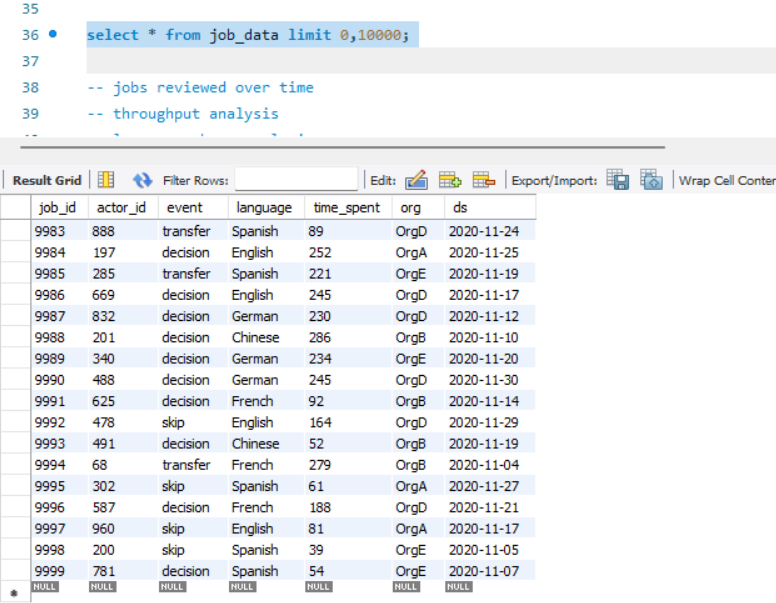 35
36 select * from job_data limit 0,10000;
37
38 -- jobs reviewed over time
39 -- throughput analysis
Result Grid Filter Rows: Edit: Export/Import: Wrap Cell Conten
job_id actor_id event language time_spent org ds
9983 888 transfer Spanish 89 OrgD 2020-11-24
9984 197 decision English 252 OrgA 2020-11-25
9985 285 transfer Spanish 221 OrgE 2020-11-19
9986 669 decision English 245 OrgD 2020-11-17
9987 832 decision German 230 OrgD 2020-11-12
9988 201 decision Chinese 286 OrgB 2020-11-10
9989 340 decision German 234 OrgE 2020-11-20
9990 488 decision German 245 OrgD 2020-11-30
9991 625 decision French 92 OrgB 2020-11-14
9992 478 skip English 164 OrgD 2020-11-29
9993 491 decision Chinese 52 OrgB 2020-11-19
9994 68 transfer French 279 OrgB 2020-11-04
9995 302 skip Spanish 61 OrgA 2020-11-27
9996 587 decision French 188 OrgD 2020-11-21
9997 960 skip English 81 OrgA 2020-11-17
9998 200 skip Spanish 39 OrgE 2020-11-05
9999 781 decision Spanish 54 OrgE 2020-11-07
NULL NULL NULL NULL NULL NULL NULL